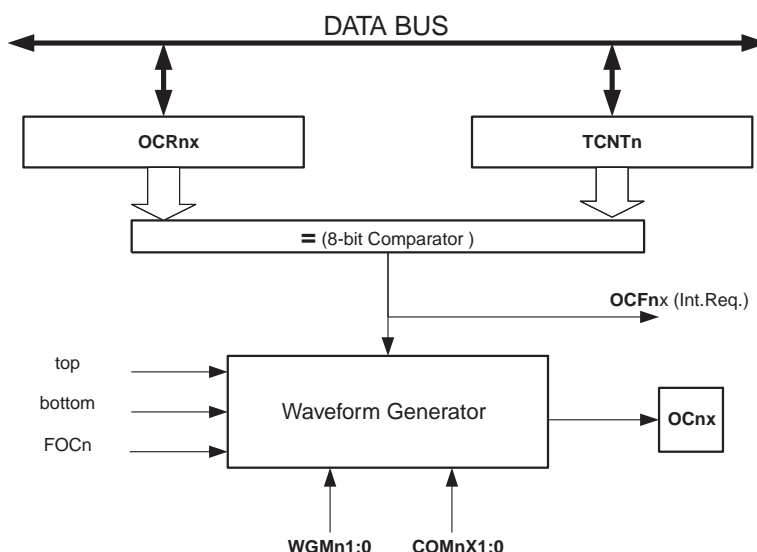 DATA BUS
OCRnx
TCNTn
= (8-bit Comparator )
OCFnx (Int.Req.)
top
bottom
FOCn
Waveform Generator
OCnx
WGMn1:0
COMnX1:0